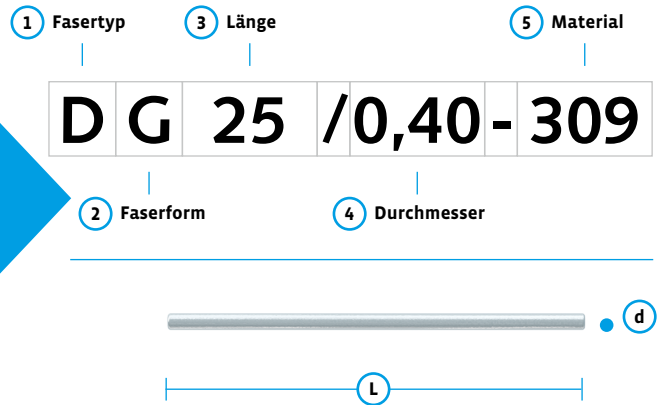 1 Fasertyp 3 Länge 5 Material
D G 25 /0,40- 309
2 Faserform 4 Durchmesser
d
L